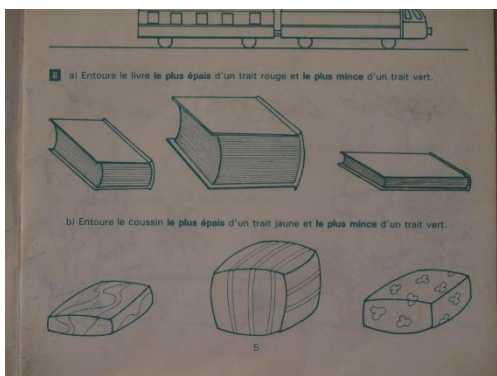 8 a) Entoure le livre le plus épais d'un trait rouge et le plus mince d'un trait vert.
b) Entoure le coussin le plus épais d'un trait jaune et le plus mince d'un trait vert.
5